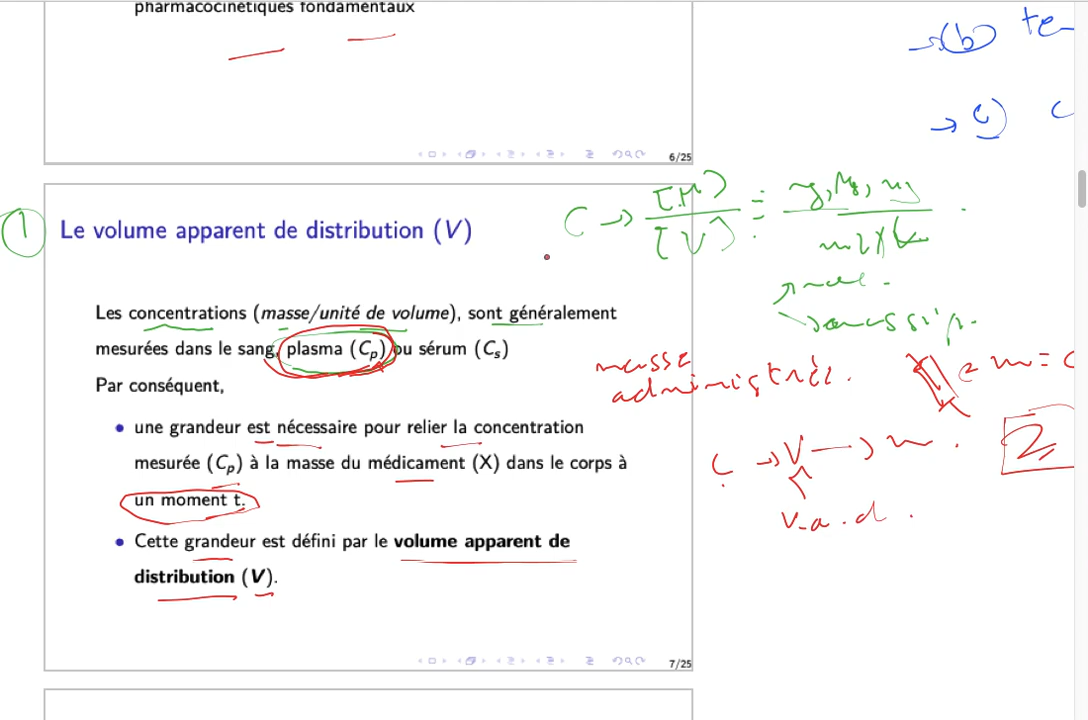 pharmacocinétiques fondamentaux
→ (b) te
→ c) c
6/25
1
Le volume apparent de distribution (V)
C → [M] / [V]
Les concentrations (masse/unité de volume), sont généralement
mesurées dans le sang, plasma (Cp) ou sérum (Cs)
Par conséquent,
masse
administrée.
m = C
une grandeur est nécessaire pour relier la concentration
mesurée (Cp) à la masse du médicament (X) dans le corps à
un moment t.
C → V → m.
v.a.d.
Cette grandeur est défini par le volume apparent de
distribution (V).
7/25